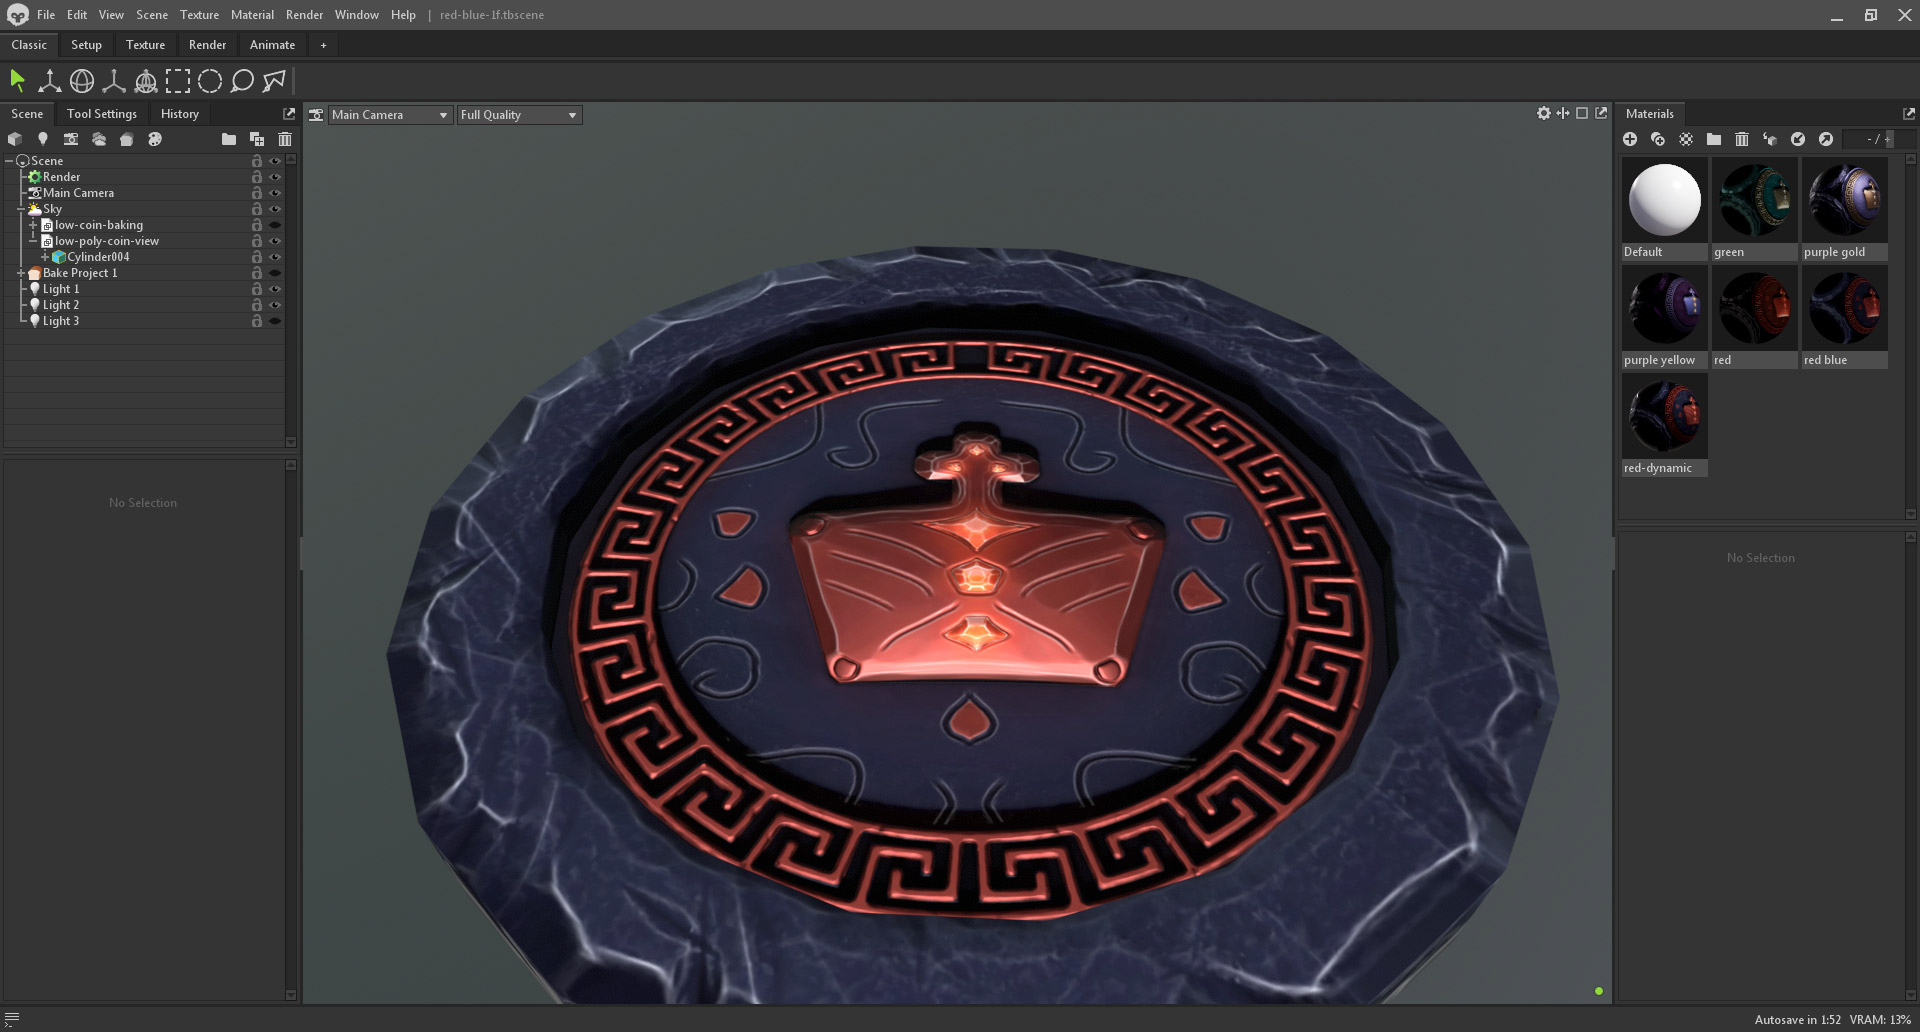 File Edit View Scene Texture Material Render Window Help | red-blue-1f.tbscene
Classic Setup Texture Render Animate +
Scene Tool Settings History
Main Camera Full Quality
Materials
- / +
Scene
Render
Main Camera
Sky
low-coin-baking
low-poly-coin-view
Cylinder004
Bake Project 1
Light 1
Light 2
Light 3
No Selection
Default green purple gold
purple yellow red red blue
red-dynamic
No Selection
Autosave in 1:52 VRAM: 13%